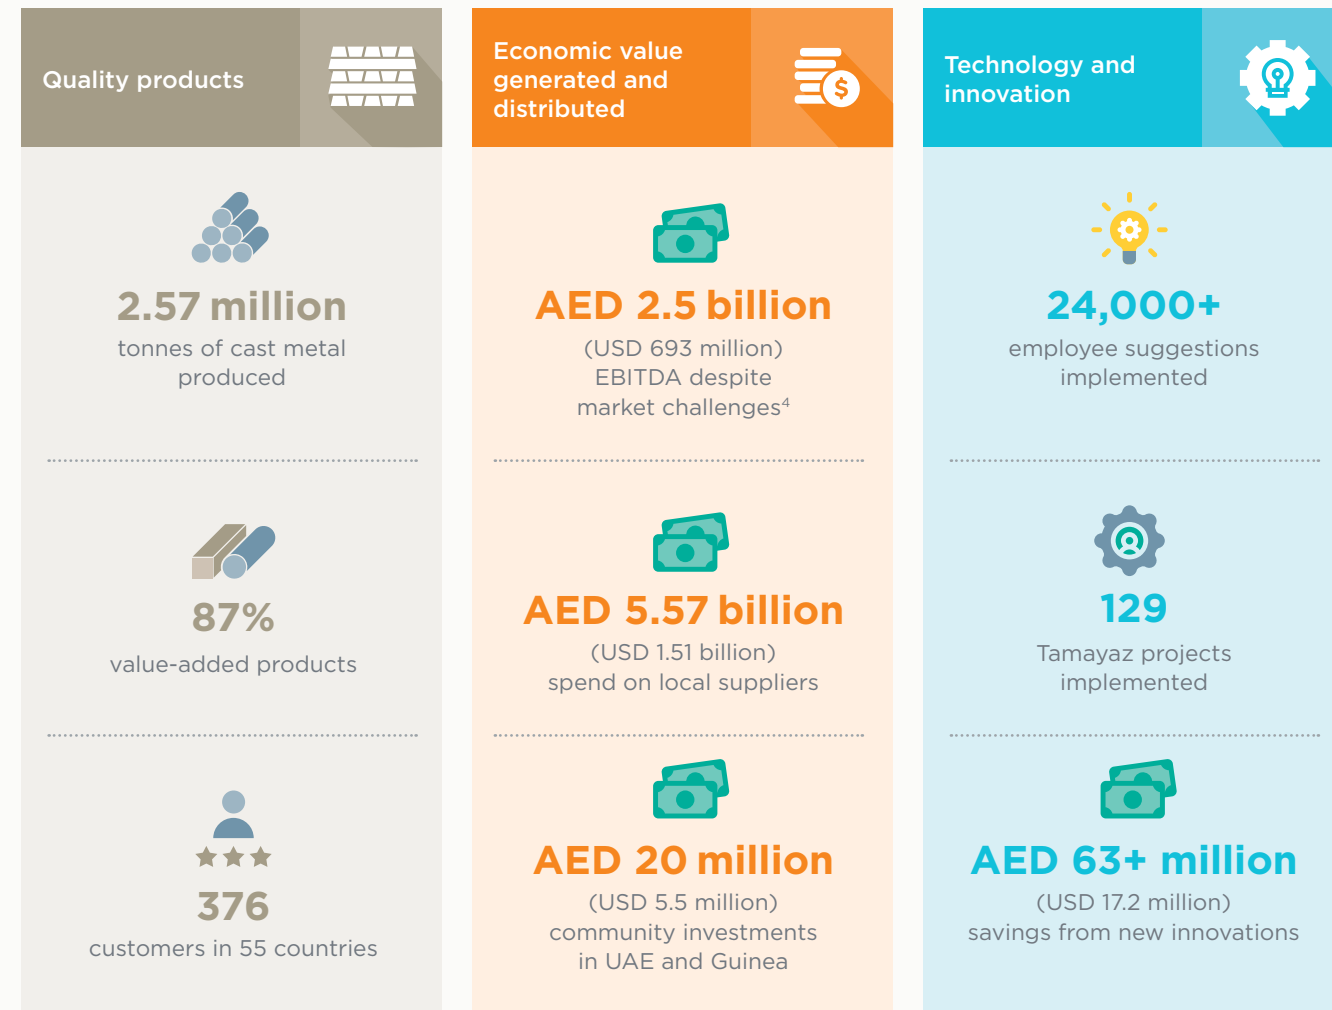 Quality products
2.57 million
tonnes of cast metal
produced
87%
value-added products
376
customers in 55 countries
Economic value
generated and
distributed
$
AED 2.5 billion
(USD 693 million)
EBITDA despite
market challenges⁴
AED 5.57 billion
(USD 1.51 billion)
spend on local suppliers
AED 20 million
(USD 5.5 million)
community investments
in UAE and Guinea
Technology and
innovation
24,000+
employee suggestions
implemented
129
Tamayaz projects
implemented
AED 63+ million
(USD 17.2 million)
savings from new innovations